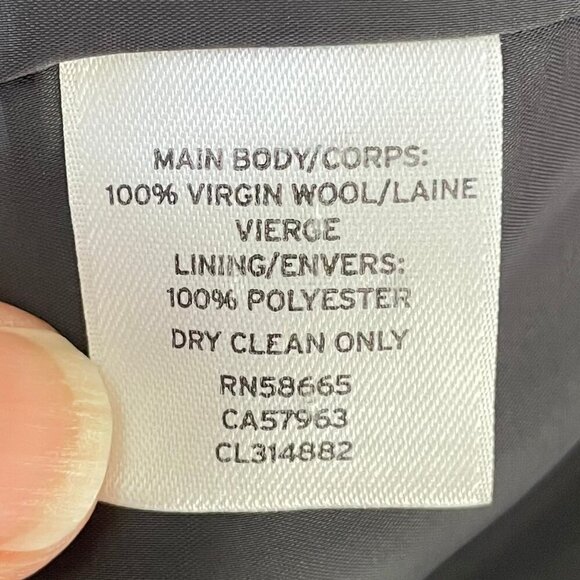 MAIN BODY/CORPS:
100% VIRGIN WOOL/LAINE
VIERGE
LINING/ENVERS:
100% POLYESTER
DRY CLEAN ONLY
RN58665
CA57963
CL314882